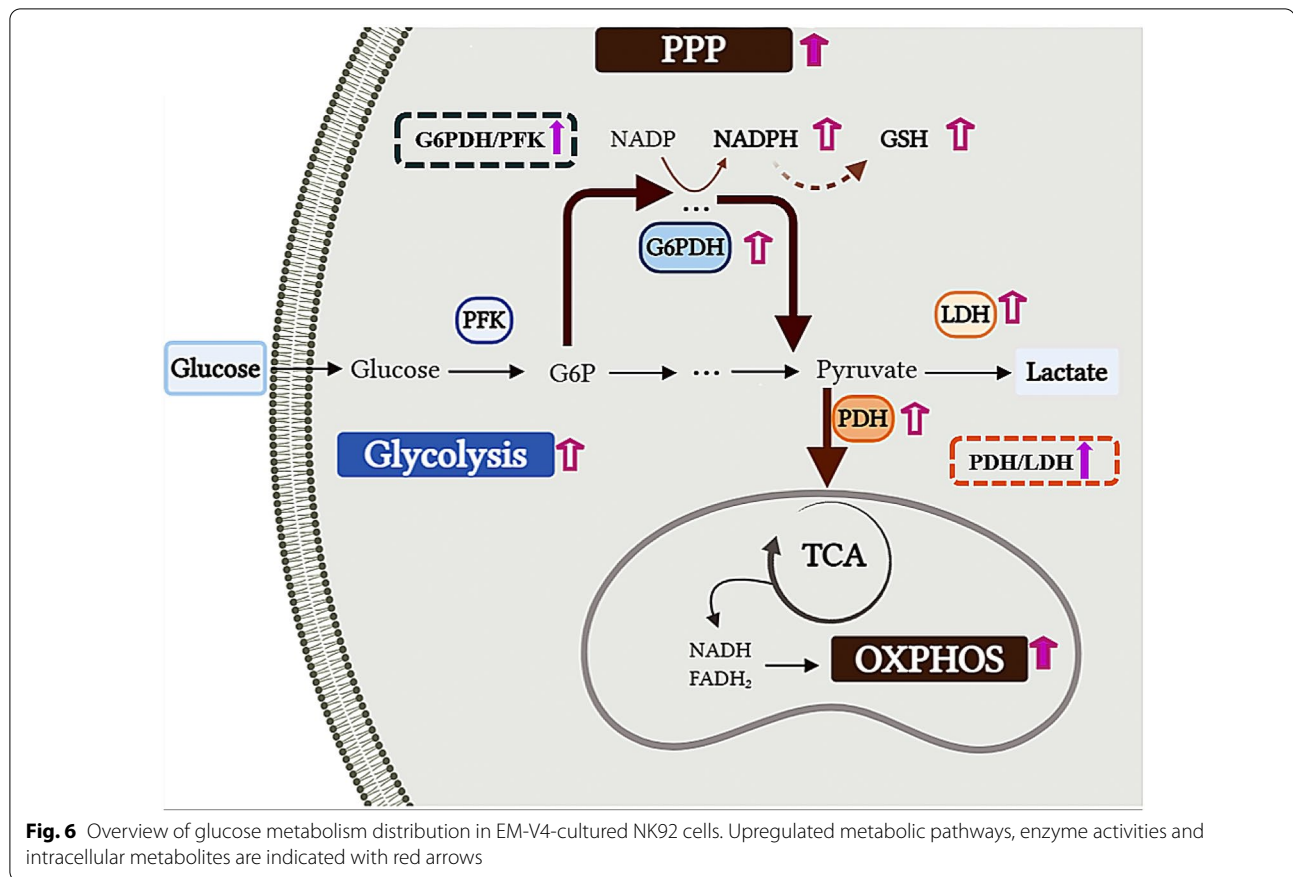 PPP
G6PDH/PFK
NADP
NADPH
GSH
...
G6PDH
PFK
LDH
Glucose
Glucose
G6P
...
Pyruvate
Lactate
PDH
Glycolysis
PDH/LDH
TCA
NADH
FADH₂
OXPHOS
Fig. 6 Overview of glucose metabolism distribution in EM-V4-cultured NK92 cells. Upregulated metabolic pathways, enzyme activities and
intracellular metabolites are indicated with red arrows